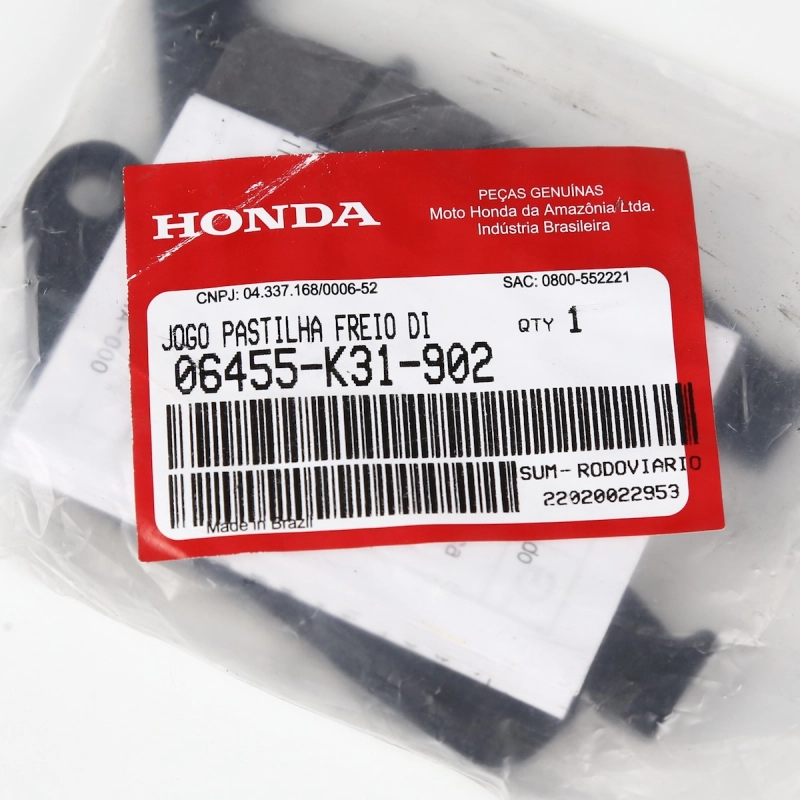 HONDA
PEÇAS GENUÍNAS
Moto Honda da Amazônia Ltda.
Indústria Brasileira
CNPJ: 04.337.168/0006-52
SAC: 0800-552221
JOGO PASTILHA FREIO DI
QTY 1
06455-K31-902
SUM-RODOVIARIO
22020022953
Made in Brazil
000-